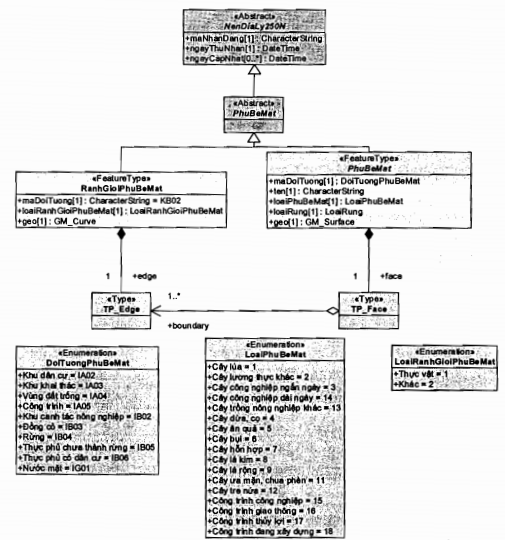 «Abstract»
NenDiaLy250N
+maNhanDang[1] : CharacterString
+ngayThuNhan[1] : DateTime
+ngayCapNhat[0..*] : DateTime
«Abstract»
PhuBeMat
«FeatureType»
RanhGioiPhuBeMat
+maDoiTuong[1] : CharacterString = KB02
+loaiRanhGioiPhuBeMat[1] : LoaiRanhGioiPhuBeMat
+geo[1] : GM_Curve
«FeatureType»
PhuBeMat
+maDoiTuong[1] : DoiTuongPhuBeMat
+ten[1] : CharacterString
+loaiPhuBeMat[1] : LoaiPhuBeMat
+loaiRung[1] : LoaiRung
+geo[1] : GM_Surface
1
+edge
1
+face
«Type»
TP_Edge
1..*
+boundary
«Type»
TP_Face
«Enumeration»
DoiTuongPhuBeMat
+Khu dân cư = IA02
+Khu khai thác = IA03
+Vùng đất trống = IA04
+Công trình = IA05
+Khu canh tác nông nghiệp = IB02
+Đồng cỏ = IB03
+Rừng = IB04
+Thực phủ chưa thành rừng = IB05
+Thực phủ có dân cư = IB06
+Nước mặt = IG01
«Enumeration»
LoaiPhuBeMat
+Cây lúa = 1
+Cây lương thực khác = 2
+Cây công nghiệp ngắn ngày = 3
+Cây công nghiệp dài ngày = 14
+Cây trồng nông nghiệp khác = 13
+Cây dừa, cọ = 4
+Cây ăn quả = 5
+Cây bụi = 6
+Cây hỗn hợp = 7
+Cây lá kim = 8
+Cây lá rộng = 9
+Cây ưa mặn, chua phèn = 11
+Cây tre nứa = 12
+Công trình công nghiệp = 15
+Công trình giao thông = 16
+Công trình thủy lợi = 17
+Công trình đang xây dựng = 18
«Enumeration»
LoaiRanhGioiPhuBeMat
+Thực vật = 1
+Khác = 2